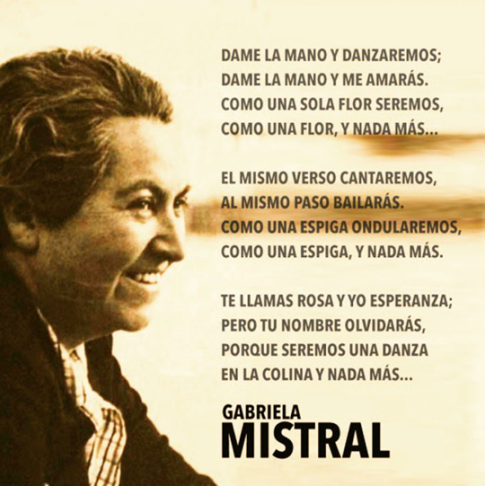 DAME LA MANO Y DANZAREMOS;
DAME LA MANO Y ME AMARÁS.
COMO UNA SOLA FLOR SEREMOS,
COMO UNA FLOR, Y NADA MÁS...
EL MISMO VERSO CANTAREMOS,
AL MISMO PASO BAILARÁS.
COMO UNA ESPIGA ONDULAREMOS,
COMO UNA ESPIGA, Y NADA MÁS.
TE LLAMAS ROSA Y YO ESPERANZA;
PERO TU NOMBRE OLVIDARÁS,
PORQUE SEREMOS UNA DANZA
EN LA COLINA Y NADA MÁS...
GABRIELA
MISTRAL